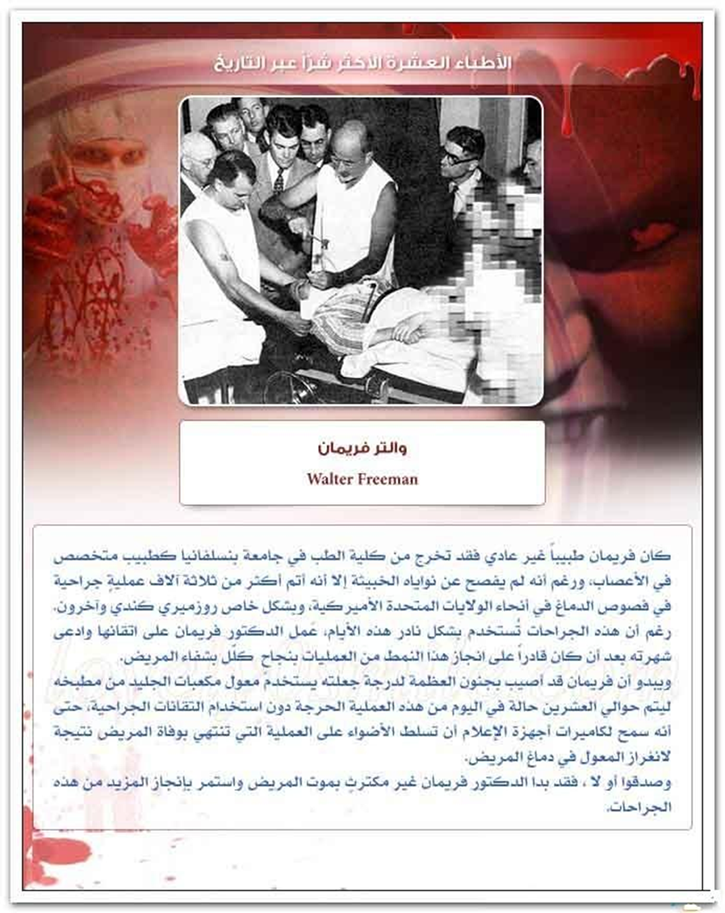 الأطباء العشرة الأكثر شراً عبر التاريخ
والتر فريمان
Walter Freeman
كان فريمان طبيباً غير عادي فقد تخرج من كلية الطب في جامعة بنسلفانيا كطبيب متخصص
في الأعصاب، ورغم أنه لم يفصح عن نواياه الخبيثة إلا أنه أتم أكثر من ثلاثة آلاف عمليةٍ جراحية
في فصوص الدماغ في أنحاء الولايات المتحدة الأميركية، وبشكل خاص روزميري كندي وآخرون.
رغم أن هذه الجراحات تُستخدم بشكل نادر هذه الأيام، عَمل الدكتور فريمان على اتقانها وادعى
شهرته بعد أن كان قادراً على انجاز هذا النمط من العمليات بنجاح كلّل بشفاء المريض.
ويبدو أن فريمان قد أصيب بجنون العظمة لدرجة جعلته يستخدم معول مكعبات الجليد من مطبخه
ليتم حوالي العشرين حالة في اليوم من هذه العملية الحرجة دون استخدام التقانات الجراحية، حتى
أنه سمح لكاميرات أجهزة الإعلام أن تسلط الأضواء على العملية التي تنتهي بوفاة المريض نتيجة
لانغراز المعول في دماغ المريض.
وصدقوا أو لا ، فقد بدا الدكتور فريمان غير مكترثٍ بموت المريض واستمر بإنجاز المزيد من هذه
الجراحات.